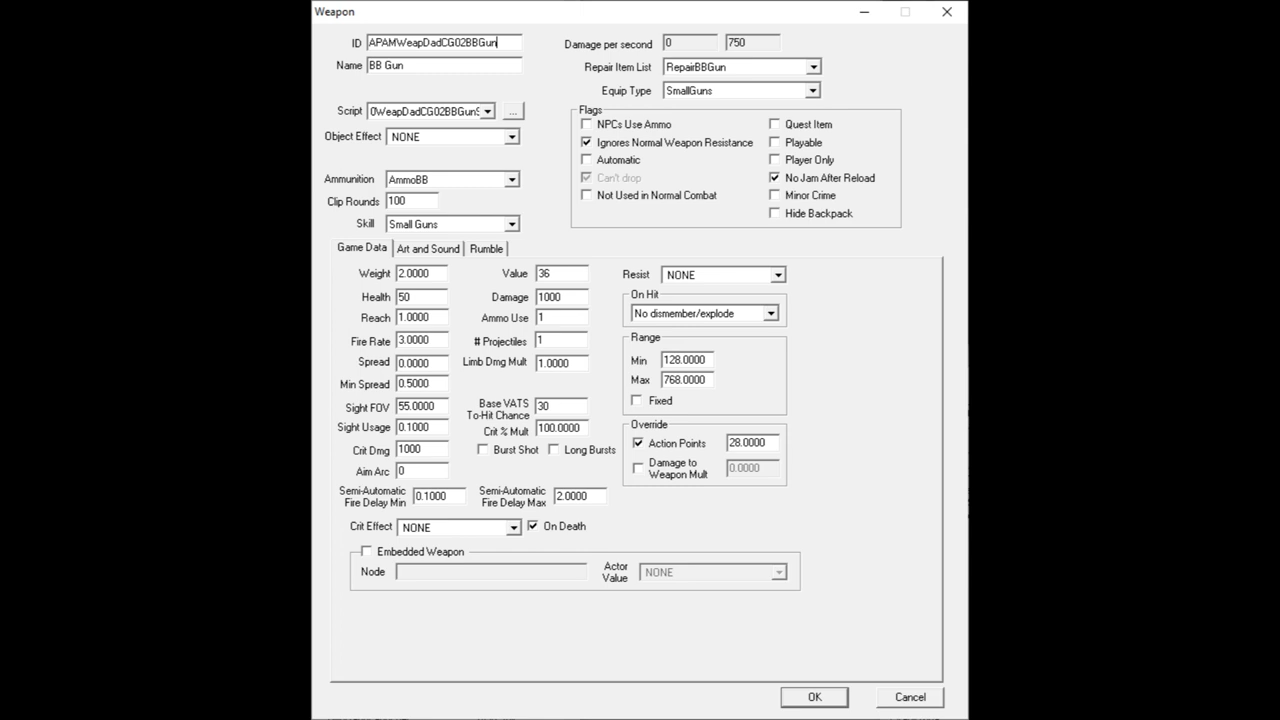 Weapon
ID APAMWeapDadCG02BBGun
Name BB Gun
Script 0WeapDadCG02BBGunS ...
Object Effect NONE
Ammunition AmmoBB
Clip Rounds 100
Skill Small Guns
Damage per second 0 750
Repair Item List RepairBBGun
Equip Type SmallGuns
Flags
NPCs Use Ammo
Ignores Normal Weapon Resistance
Automatic
Can't drop
Not Used in Normal Combat
Quest Item
Playable
Player Only
No Jam After Reload
Minor Crime
Hide Backpack
Game Data Art and Sound Rumble
Weight 2.0000
Health 50
Reach 1.0000
Fire Rate 3.0000
Spread 0.0000
Min Spread 0.5000
Sight FOV 55.0000
Sight Usage 0.1000
Crit Dmg 1000
Aim Arc 0
Value 36
Damage 1000
Ammo Use 1
# Projectiles 1
Limb Dmg Mult 1.0000
Base VATS
To-Hit Chance 30
Crit % Mult 100.0000
Burst Shot Long Bursts
Semi-Automatic
Fire Delay Min 0.1000
Semi-Automatic
Fire Delay Max 2.0000
Crit Effect NONE On Death
Resist NONE
On Hit
No dismember/explode
Range
Min 128.0000
Max 768.0000
Fixed
Override
Action Points 28.0000
Damage to
Weapon Mult 0.0000
Embedded Weapon
Node
Actor
Value NONE
OK Cancel